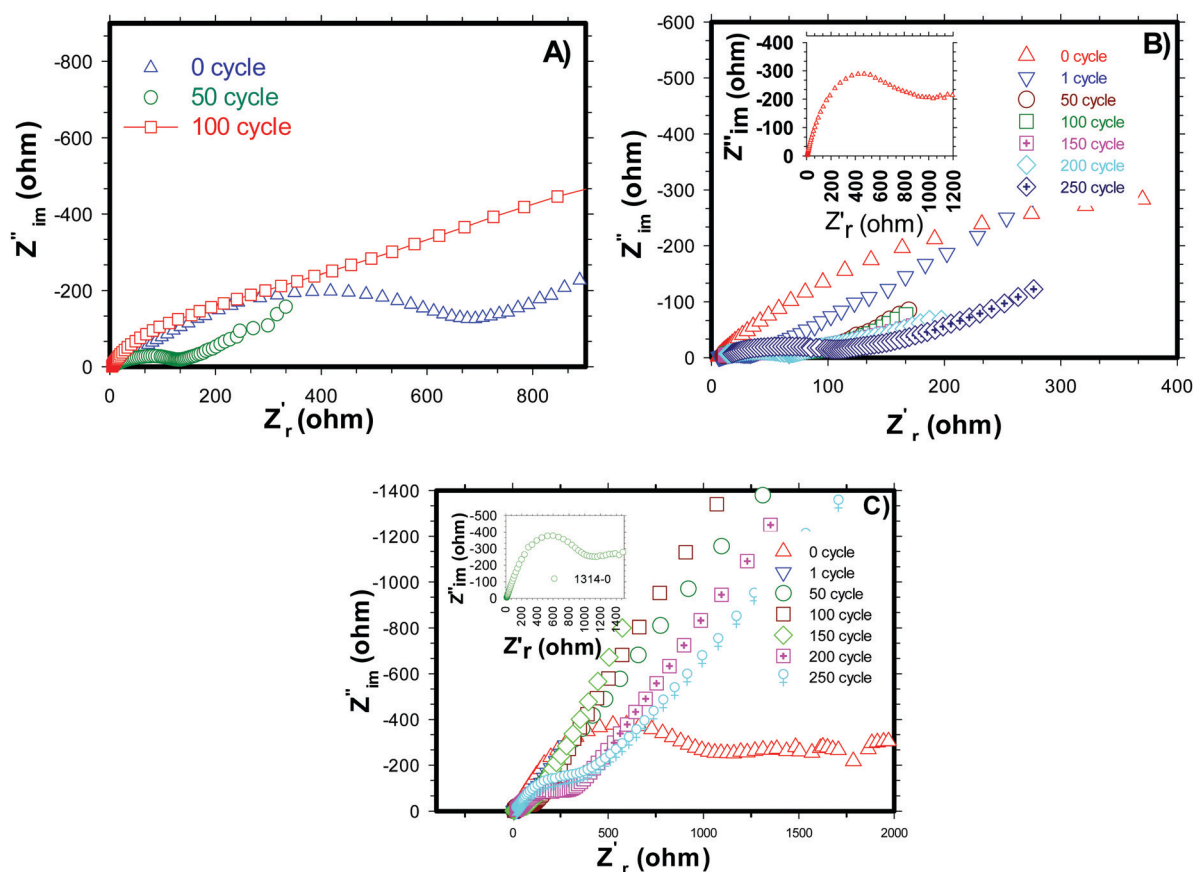 A)
0 cycle
50 cycle
100 cycle
-800
-600
-400
-200
0
Z''im (ohm)
0 200 400 600 800
Z'r (ohm)
B)
-600
-500
-400
-300
-200
-100
0
Z''im (ohm)
0 100 200 300 400
Z'r (ohm)
-400
-300
-200
-100
0
Z''im (ohm)
0 200 400 600 800 1000 1200
Z'r (ohm)
0 cycle
1 cycle
50 cycle
100 cycle
150 cycle
200 cycle
250 cycle
C)
-1400
-1200
-1000
-800
-600
-400
-200
0
Z''im (ohm)
0 500 750 1000 1250 1500 1750 2000
Z'r (ohm)
-500
-400
-300
-200
-100
0
Z''im (ohm)
0 200 400 600 800 1000 1200 1400
Z'r (ohm)
1314-0
0 cycle
1 cycle
50 cycle
100 cycle
150 cycle
200 cycle
250 cycle